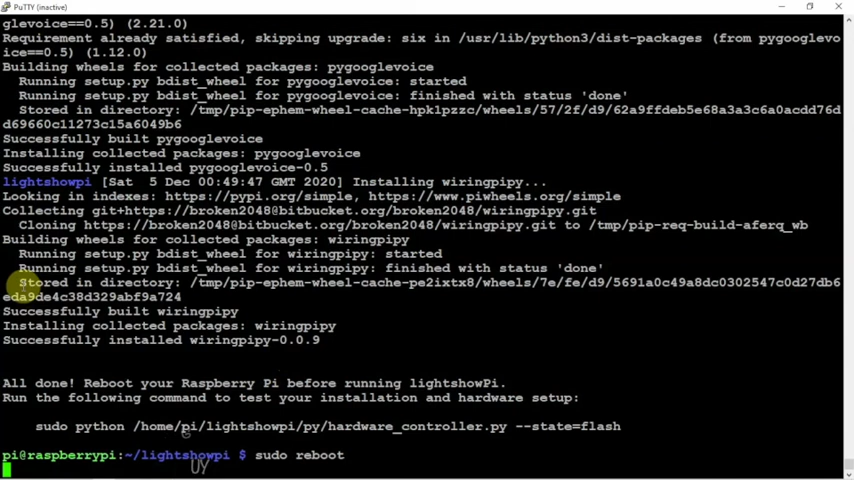 PuTTY (inactive)
glevoice==0.5) (2.21.0)
Requirement already satisfied, skipping upgrade: six in /usr/lib/python3/dist-packages (from pygooglevo
ice==0.5) (1.12.0)
Building wheels for collected packages: pygooglevoice
Running setup.py bdist_wheel for pygooglevoice: started
Running setup.py bdist_wheel for pygooglevoice: finished with status 'done'
Stored in directory: /tmp/pip-ephem-wheel-cache-hpk1pzzc/wheels/57/2f/d9/62a9ffdeb5e68a3a3c6a0acdd76d
d69660c11273c15a6049b6
Successfully built pygooglevoice
Installing collected packages: pygooglevoice
Successfully installed pygooglevoice-0.5
lightshowpi [Sat  5 Dec 00:49:47 GMT 2020] Installing wiringpipy...
Looking in indexes: https://pypi.org/simple, https://www.piwheels.org/simple
Collecting git+https://broken2048@bitbucket.org/broken2048/wiringpipy.git
Cloning https://broken2048@bitbucket.org/broken2048/wiringpipy.git to /tmp/pip-req-build-aferq_wb
Building wheels for collected packages: wiringpipy
Running setup.py bdist_wheel for wiringpipy: started
Running setup.py bdist_wheel for wiringpipy: finished with status 'done'
Stored in directory: /tmp/pip-ephem-wheel-cache-pe2ixtx8/wheels/7e/fe/d9/5691a0c49a8dc0302547c0d27db6
eda9de4c38d329abf9a724
Successfully built wiringpipy
Installing collected packages: wiringpipy
Successfully installed wiringpipy-0.0.9
All done! Reboot your Raspberry Pi before running lightshowPi.
Run the following command to test your installation and hardware setup:
sudo python /home/pi/lightshowpi/py/hardware_controller.py --state=flash
pi@raspberrypi:~/lightshowpi $ sudo reboot
UY